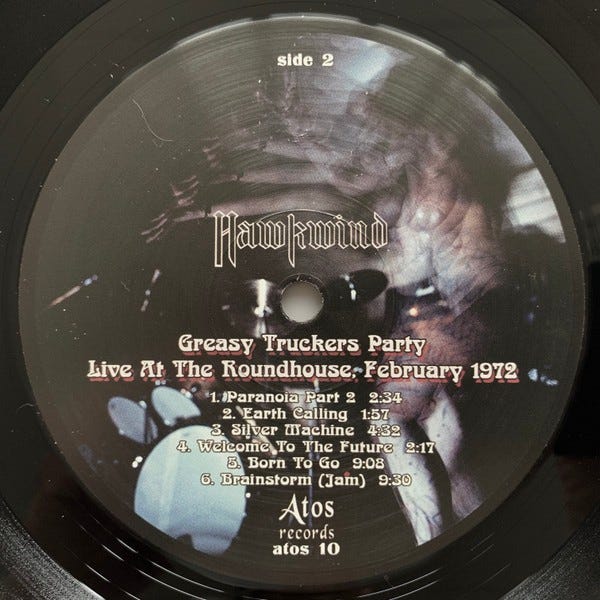 side 2
Hawkwind
Greasy Truckers Party
Live At The Roundhouse, February 1972
1. Paranoia Part 2 2:34
2. Earth Calling 1:57
3. Silver Machine 4:32
4. Welcome To The Future 2:17
5. Born To Go 9:08
6. Brainstorm (Jam) 9:30
Atos
records
atos 10